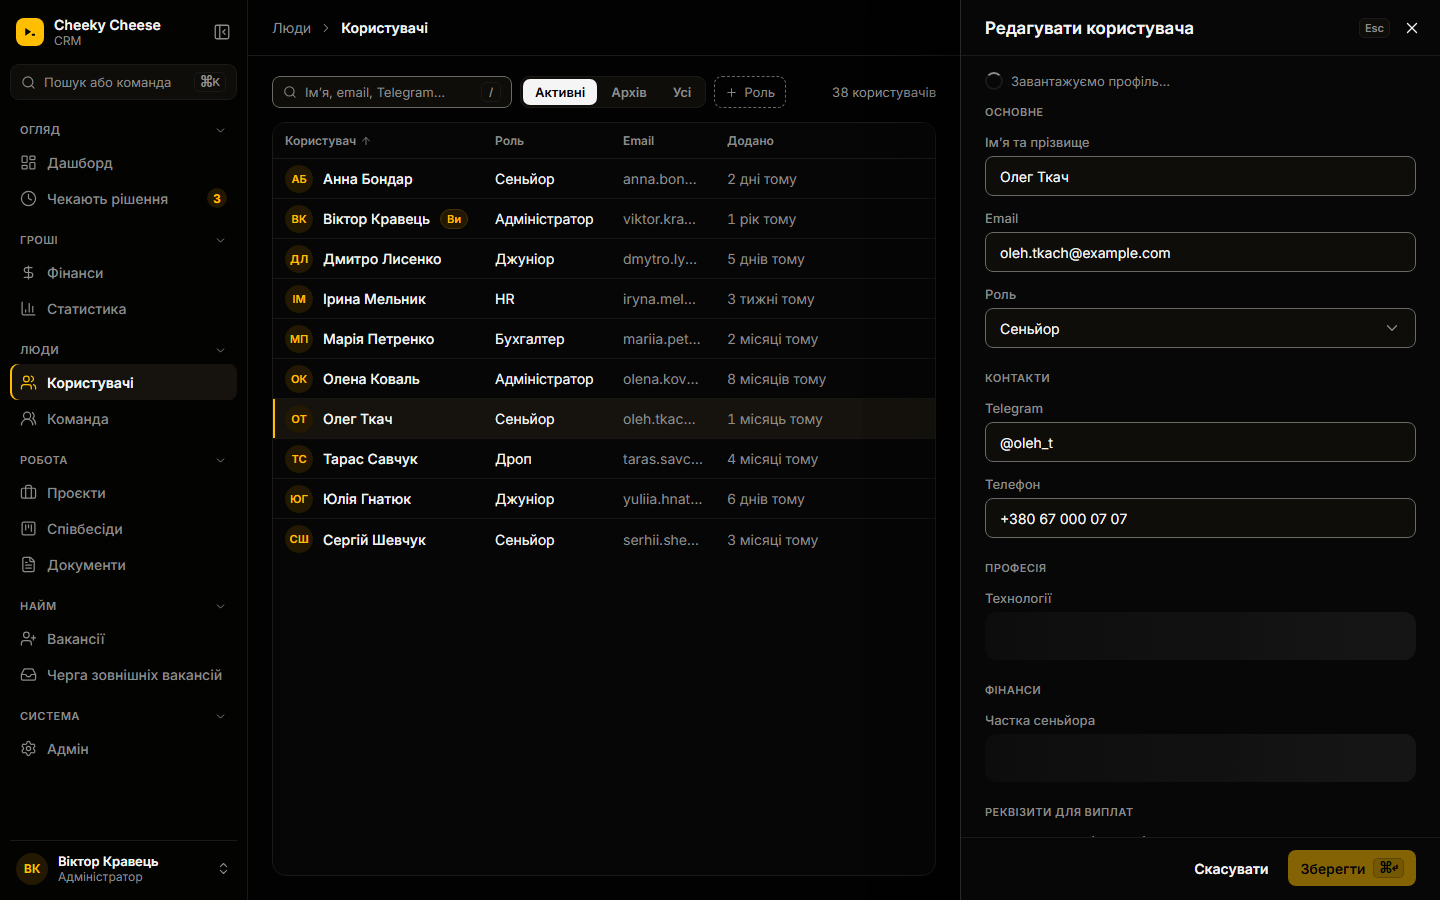 Cheeky Cheese
CRM
Пошук або команда ⌘K
ОГЛЯД
Дашборд
Чекають рішення 3
ГРОШІ
Фінанси
Статистика
ЛЮДИ
Користувачі
Команда
РОБОТА
Проєкти
Співбесіди
Документи
НАЙМ
Вакансії
Черга зовнішніх вакансій
СИСТЕМА
Адмін
ВК Віктор Кравець
Адміністратор
Люди > Користувачі
Ім'я, email, Telegram... /
Активні Архів Усі
+ Роль
38 користувачів
Користувач ↑ Роль Email Додано
АБ Анна Бондар Сеньйор anna.bon... 2 дні тому
ВК Віктор Кравець Ви Адміністратор viktor.kra... 1 рік тому
ДЛ Дмитро Лисенко Джуніор dmytro.ly... 5 днів тому
ІМ Ірина Мельник HR iryna.mel... 3 тижні тому
МП Марія Петренко Бухгалтер mariia.pet... 2 місяці тому
ОК Олена Коваль Адміністратор olena.kov... 8 місяців тому
ОТ Олег Ткач Сеньйор oleh.tkac... 1 місяць тому
ТС Тарас Савчук Дроп taras.savc... 4 місяці тому
ЮГ Юлія Гнатюк Джуніор yuliia.hnat... 6 днів тому
СШ Сергій Шевчук Сеньйор serhii.she... 3 місяці тому
Редагувати користувача Esc
Завантажуємо профіль...
ОСНОВНЕ
Ім'я та прізвище
Олег Ткач
Email
oleh.tkach@example.com
Роль
Сеньйор
КОНТАКТИ
Telegram
@oleh_t
Телефон
+380 67 000 07 07
ПРОФЕСІЯ
Технології
ФІНАНСИ
Частка сеньйора
РЕКВІЗИТИ ДЛЯ ВИПЛАТ
Скасувати
Зберегти ⌘↵